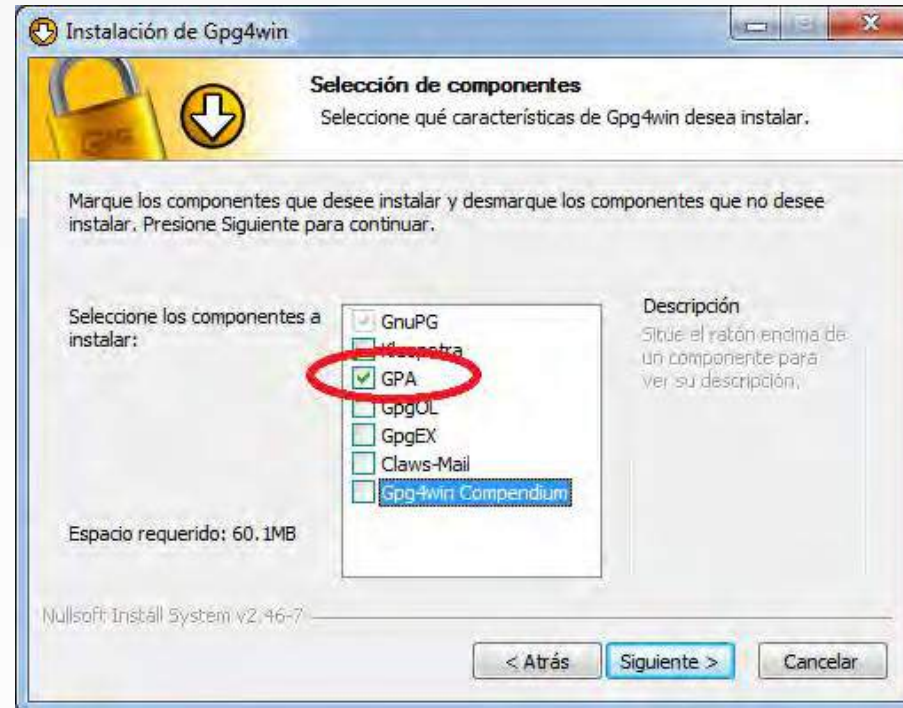 Instalación de Gpg4win
Selección de componentes
Seleccione qué características de Gpg4win desea instalar.
Marque los componentes que desee instalar y desmarque los componentes que no desee
instalar. Presione Siguiente para continuar.
Seleccione los componentes a
instalar:
GnuPG
Kleopatra
GPA
GpgOL
GpgEX
Claws-Mail
Gpg4win Compendium
Descripción
Situe el ratón encima de
un componente para
ver su descripción.
Espacio requerido: 60.1MB
Nullsoft Install System v2.46-7
< Atrás
Siguiente >
Cancelar